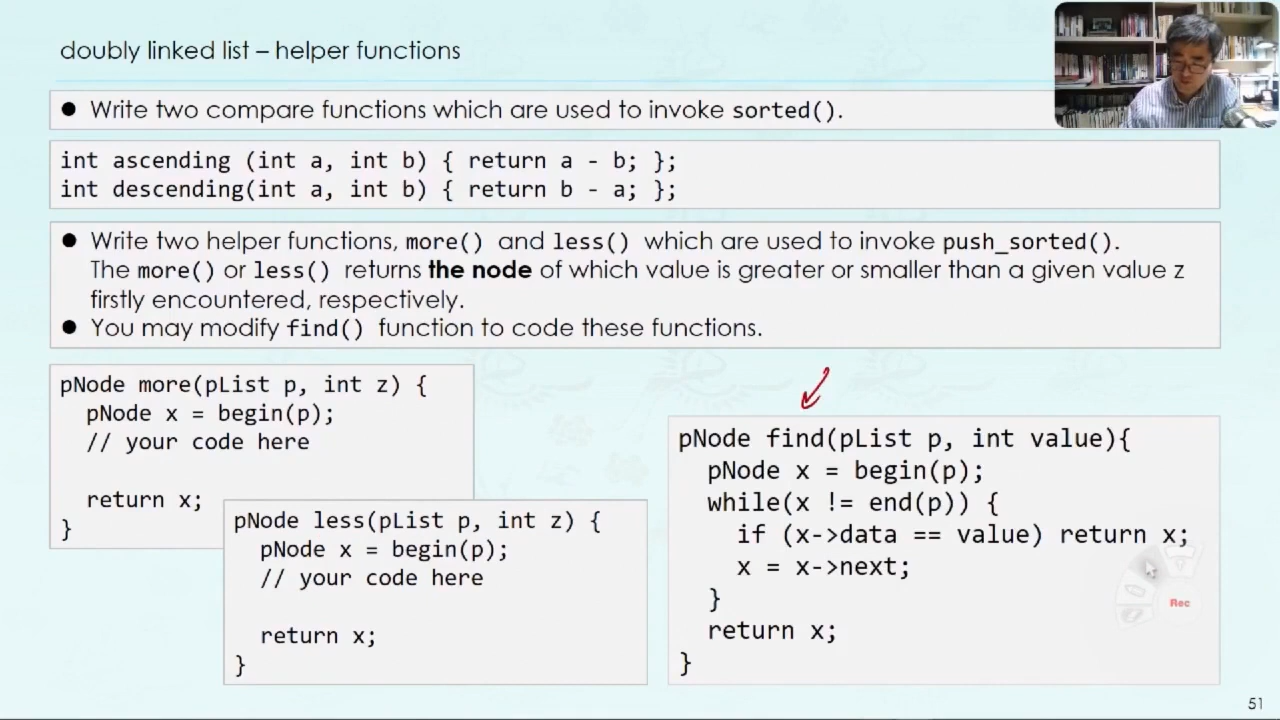 doubly linked list – helper functions
● Write two compare functions which are used to invoke sorted().
int ascending (int a, int b) { return a - b; };
int descending(int a, int b) { return b - a; };
● Write two helper functions, more() and less() which are used to invoke push_sorted().
The more() or less() returns the node of which value is greater or smaller than a given value z
firstly encountered, respectively.
● You may modify find() function to code these functions.
pNode more(pList p, int z) {
pNode x = begin(p);
// your code here
return x;
}
pNode less(pList p, int z) {
pNode x = begin(p);
// your code here
return x;
}
pNode find(pList p, int value){
pNode x = begin(p);
while(x != end(p)) {
if (x->data == value) return x;
x = x->next;
}
return x;
}
Rec
51